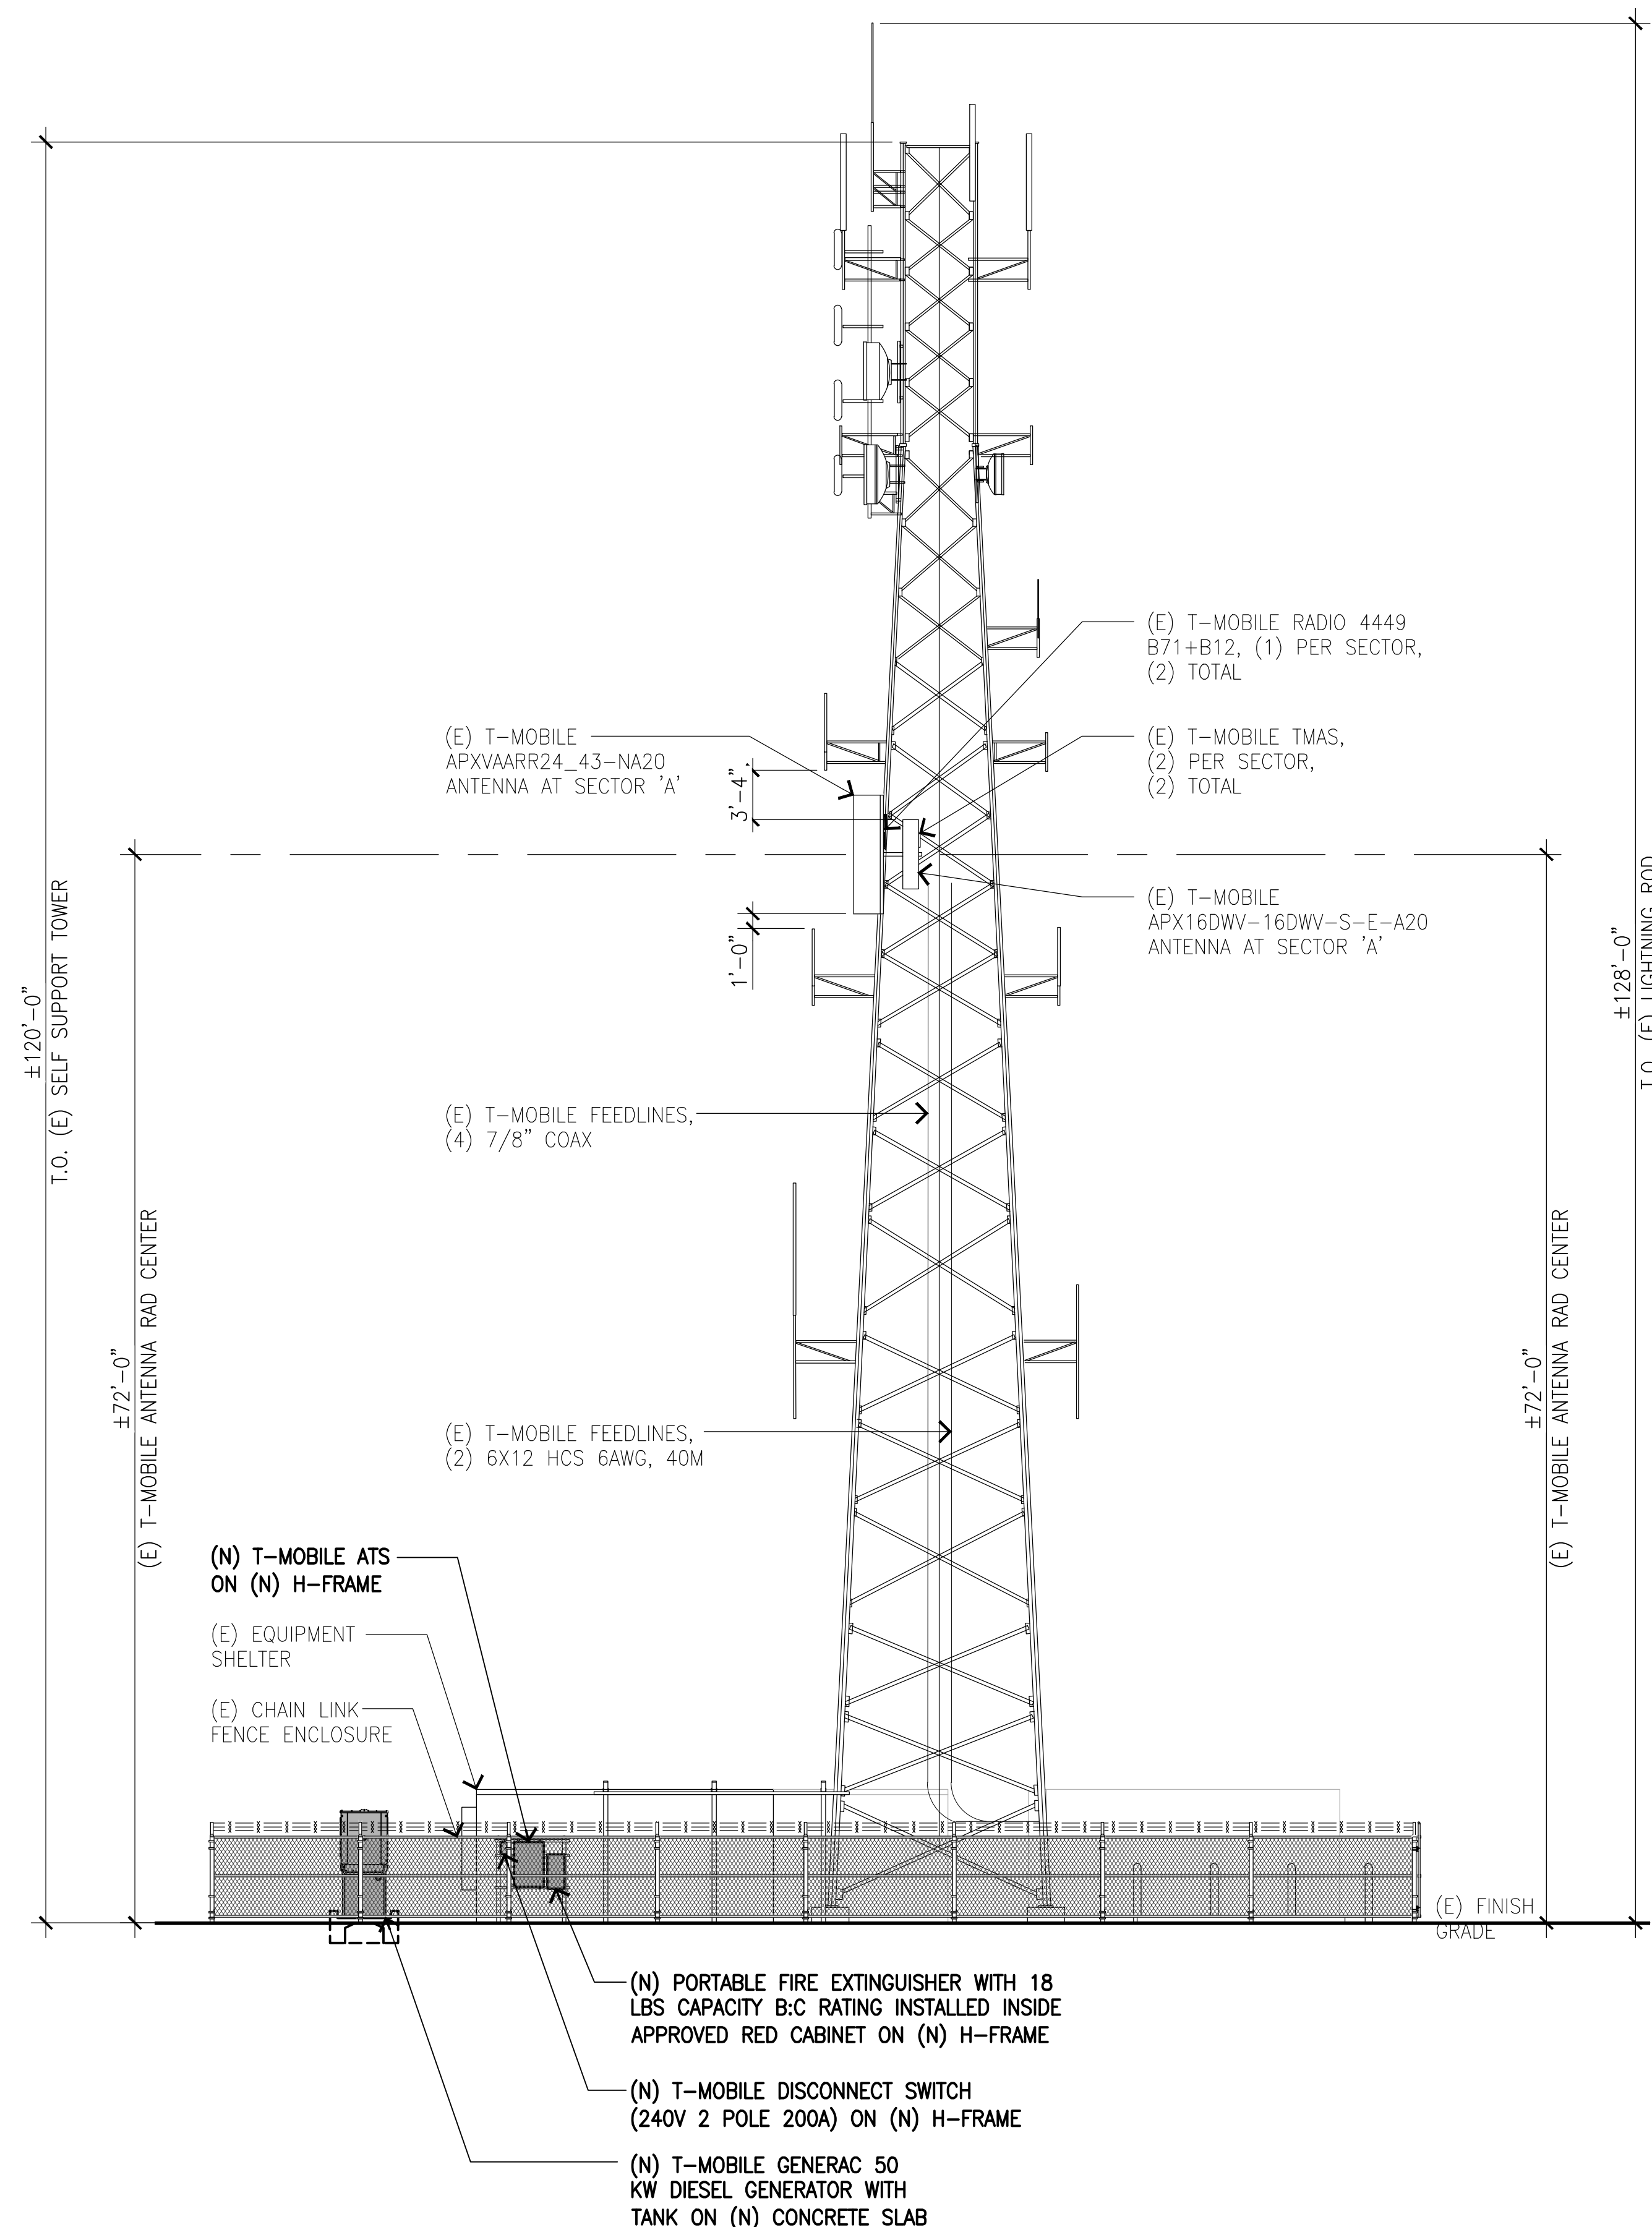 (E) T-MOBILE RADIO 4449
B71+B12, (1) PER SECTOR,
(2) TOTAL
(E) T-MOBILE
APXVAARR24_43-NA20
ANTENNA AT SECTOR 'A'
(E) T-MOBILE TMAS,
(2) PER SECTOR,
(2) TOTAL
3'-4"
(E) T-MOBILE
APX16DWV-16DWV-S-E-A20
ANTENNA AT SECTOR 'A'
1'-0"
±120'-0"
T.O. (E) SELF SUPPORT TOWER
±128'-0"
T.O. (E) LIGHTNING ROD
(E) T-MOBILE FEEDLINES,
(4) 7/8" COAX
±72'-0"
(E) T-MOBILE ANTENNA RAD CENTER
±72'-0"
(E) T-MOBILE ANTENNA RAD CENTER
(E) T-MOBILE FEEDLINES,
(2) 6X12 HCS 6AWG, 40M
(N) T-MOBILE ATS
ON (N) H-FRAME
(E) EQUIPMENT
SHELTER
(E) CHAIN LINK
FENCE ENCLOSURE
(E) FINISH
GRADE
(N) PORTABLE FIRE EXTINGUISHER WITH 18
LBS CAPACITY B:C RATING INSTALLED INSIDE
APPROVED RED CABINET ON (N) H-FRAME
(N) T-MOBILE DISCONNECT SWITCH
(240V 2 POLE 200A) ON (N) H-FRAME
(N) T-MOBILE GENERAC 50
KW DIESEL GENERATOR WITH
TANK ON (N) CONCRETE SLAB